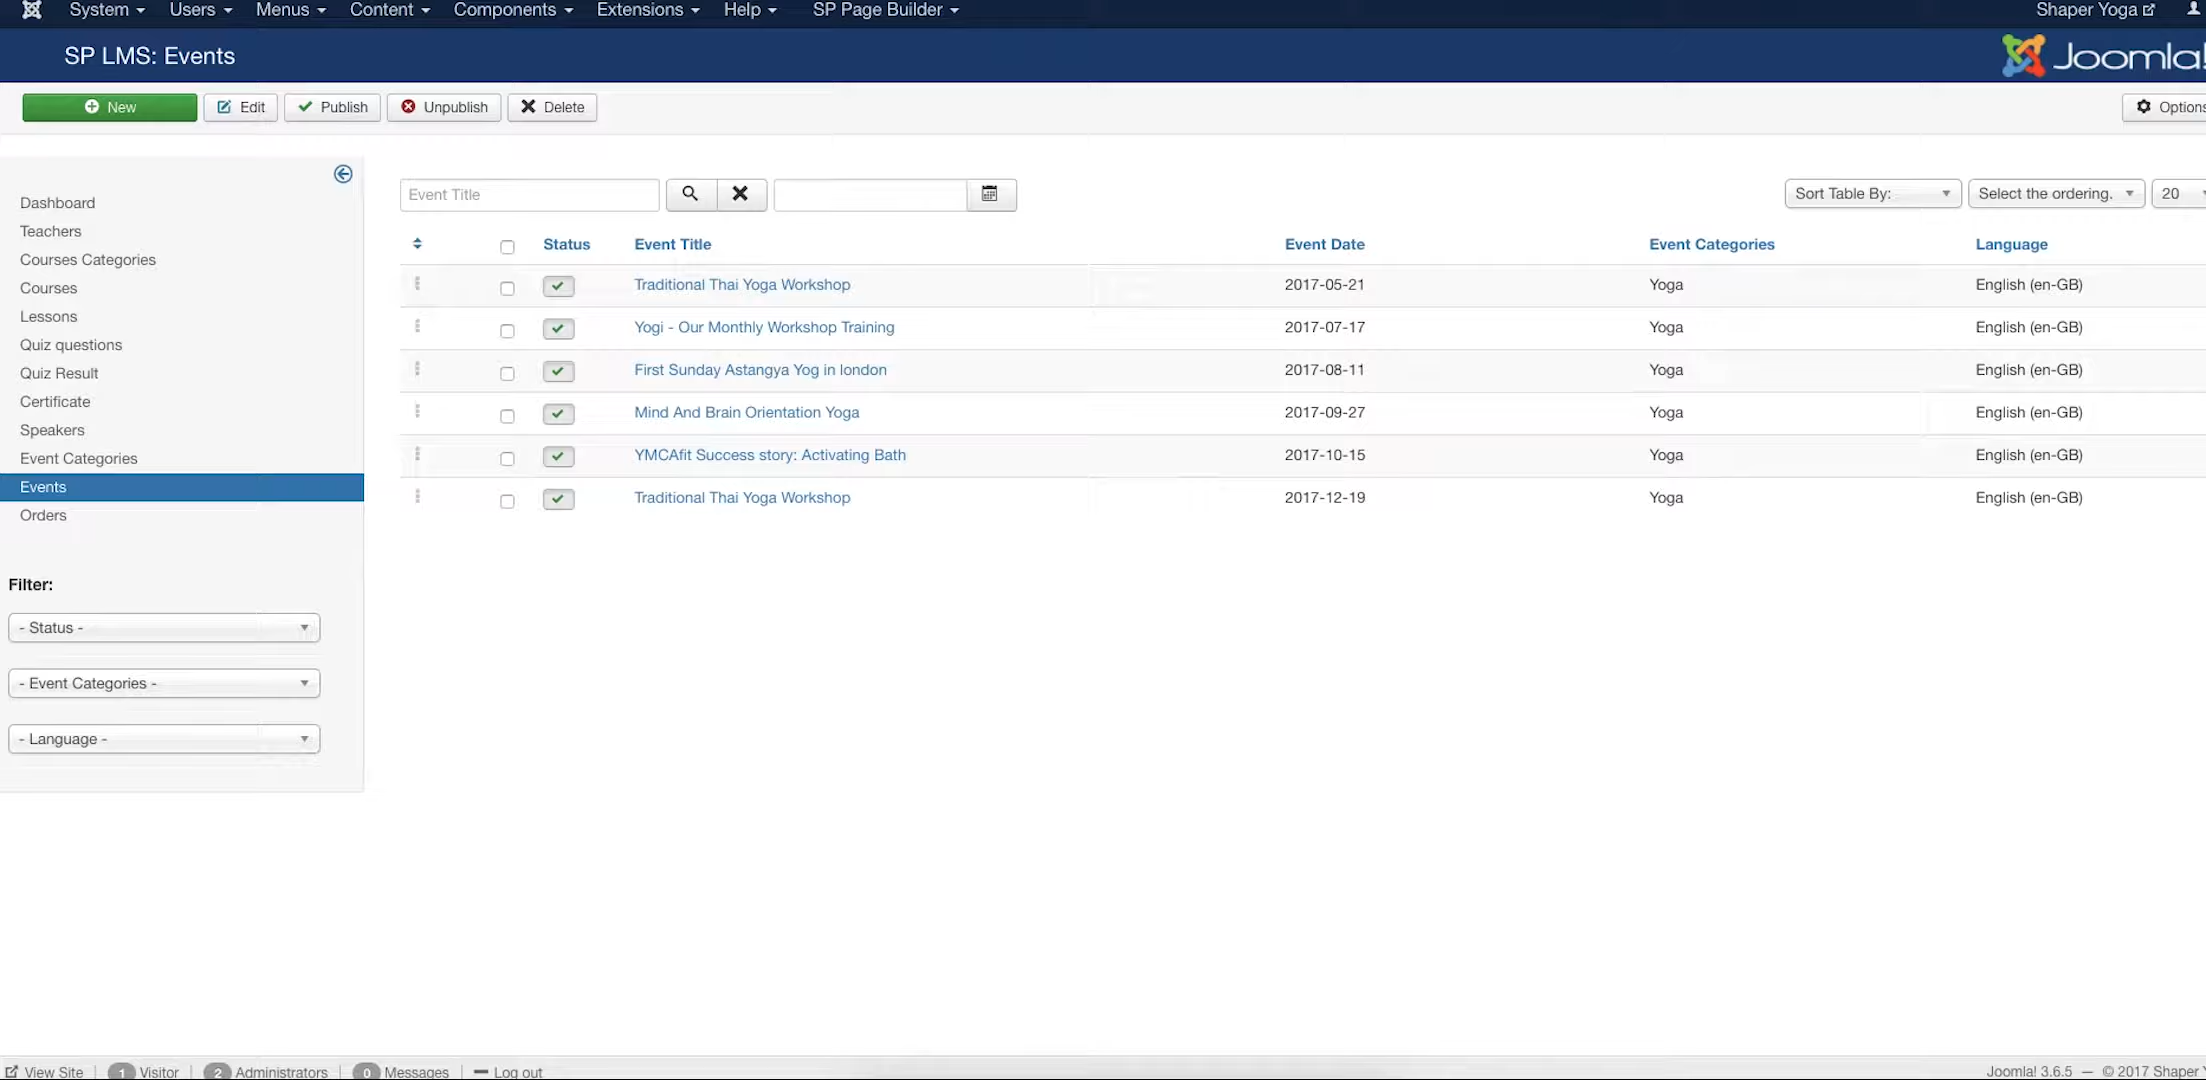 System Users Menus Content Components Extensions Help SP Page Builder Shaper Yoga
SP LMS: Events Joomla!
New Edit Publish Unpublish Delete Options
Event Title Sort Table By: Select the ordering. 20
Status Event Title Event Date Event Categories Language
Traditional Thai Yoga Workshop 2017-05-21 Yoga English (en-GB)
Yogi - Our Monthly Workshop Training 2017-07-17 Yoga English (en-GB)
First Sunday Astangya Yog in london 2017-08-11 Yoga English (en-GB)
Mind And Brain Orientation Yoga 2017-09-27 Yoga English (en-GB)
YMCAfit Success story: Activating Bath 2017-10-15 Yoga English (en-GB)
Traditional Thai Yoga Workshop 2017-12-19 Yoga English (en-GB)
Dashboard
Teachers
Courses Categories
Courses
Lessons
Quiz questions
Quiz Result
Certificate
Speakers
Event Categories
Events
Orders
Filter:
- Status -
- Event Categories -
- Language -
View Site 1 Visitor 2 Administrators 0 Messages Log out Joomla! 3.6.5 — © 2017 Shaper